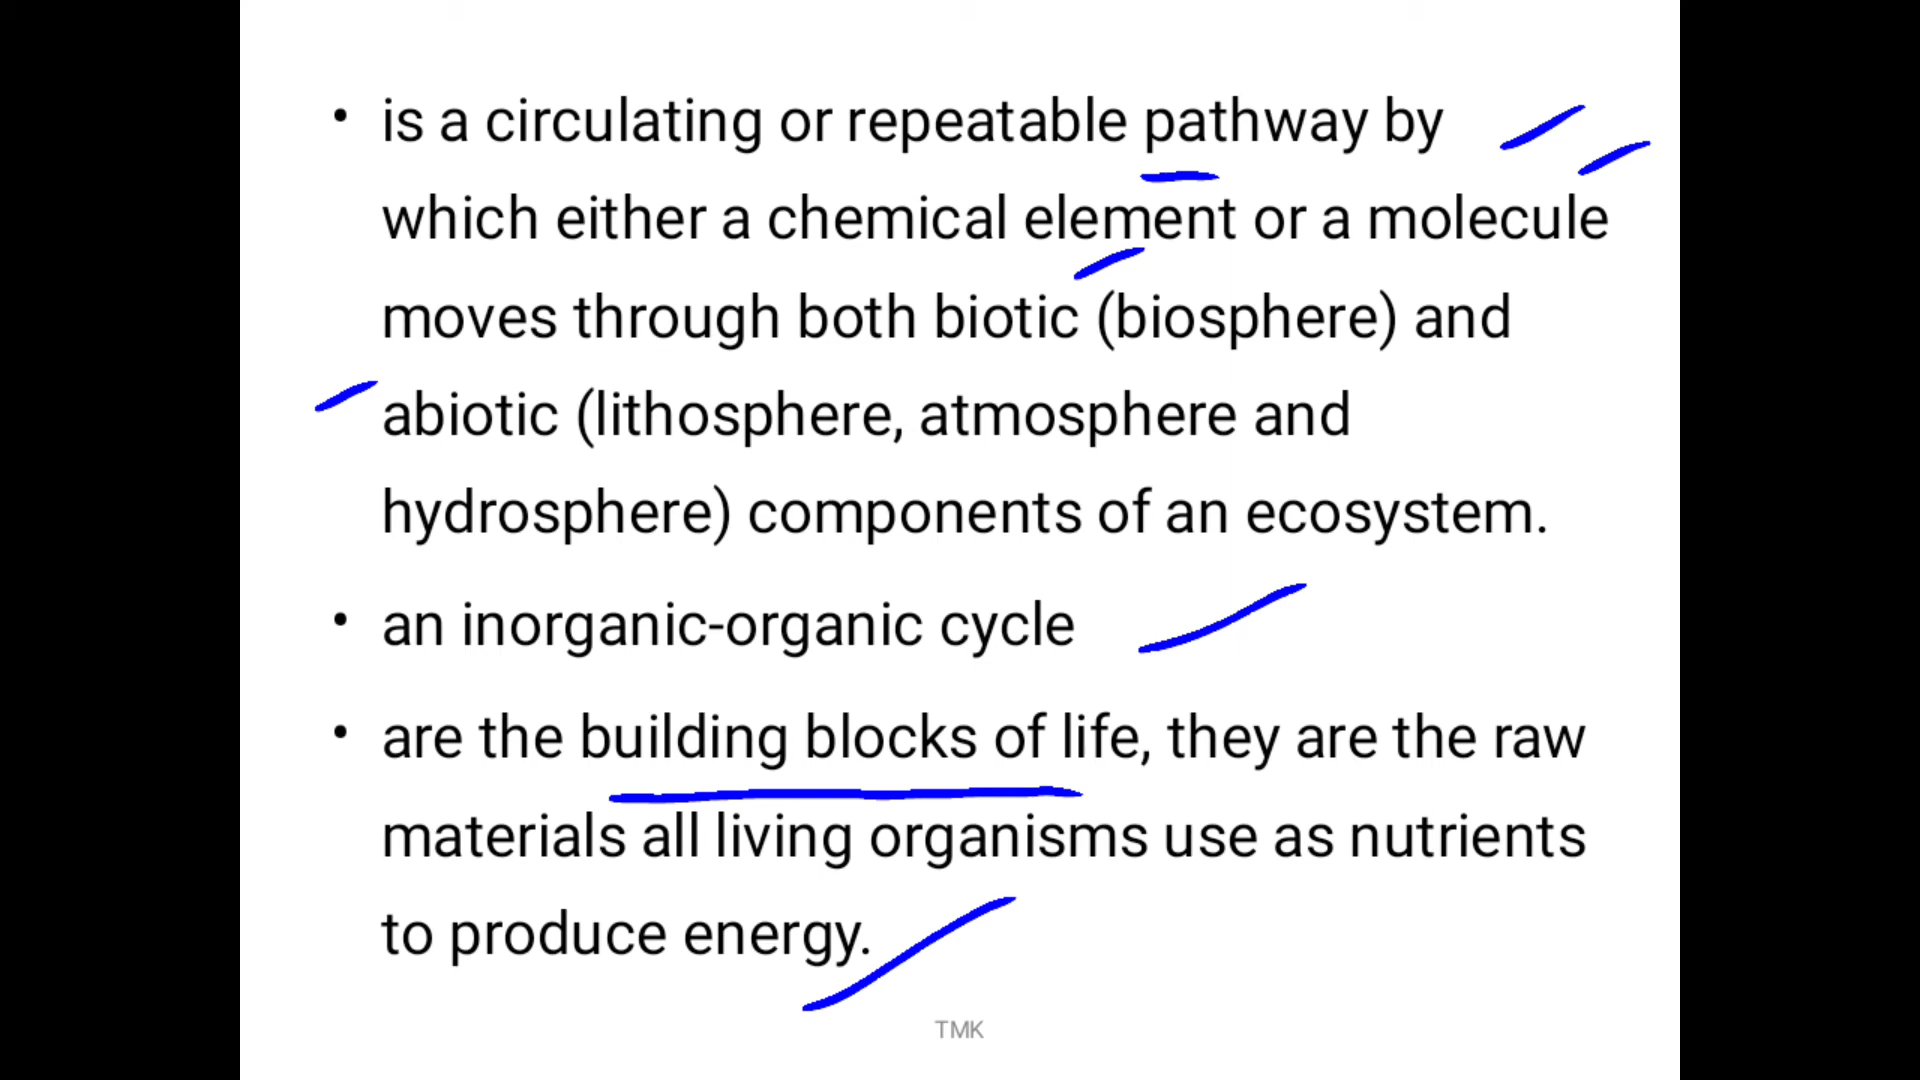 • is a circulating or repeatable pathway by
which either a chemical element or a molecule
moves through both biotic (biosphere) and
abiotic (lithosphere, atmosphere and
hydrosphere) components of an ecosystem.
• an inorganic-organic cycle
• are the building blocks of life, they are the raw
materials all living organisms use as nutrients
to produce energy.
TMK